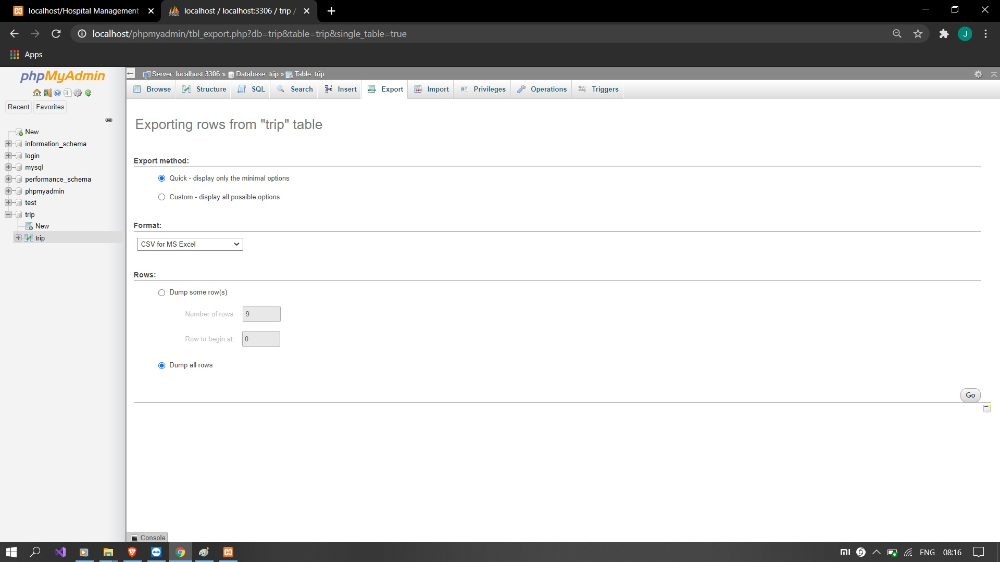 localhost/Hospital Management
localhost / localhost:3306 / trip /
localhost/phpmyadmin/tbl_export.php?db=trip&table=trip&single_table=true
J
Apps
phpMyAdmin
Server: localhost:3306 » Database: trip » Table: trip
Browse Structure SQL Search Insert Export Import Privileges Operations Triggers
Recent Favorites
New
information_schema
login
mysql
performance_schema
phpmyadmin
test
trip
New
trip
Exporting rows from "trip" table
Export method:
Quick - display only the minimal options
Custom - display all possible options
Format:
CSV for MS Excel
Rows:
Dump some row(s)
Number of rows: 9
Row to begin at: 0
Dump all rows
Go
Console
mi ENG 08:16